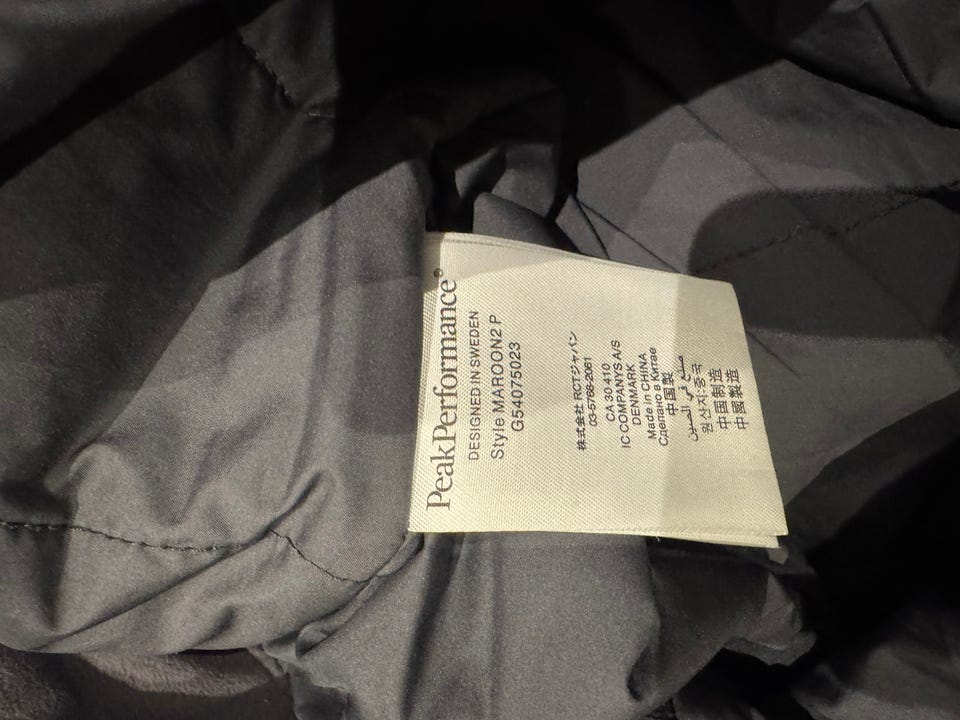 PeakPerformance®
DESIGNED IN SWEDEN
Style MAROON2 P
G54075023
株式会社 RCTジャパン
03-5768-2061
CA 30 410
IC COMPANYS A/S
DENMARK
Made in CHINA
Сделано в Китае
中国製
صنع في الصين
원산지:중국
中国制造
中國製造